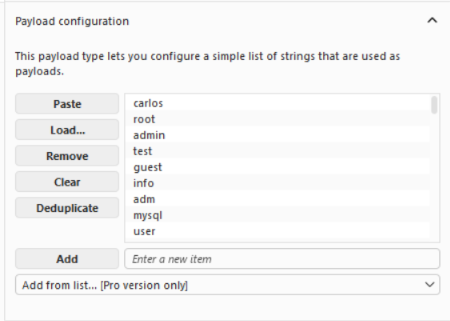 Payload configuration
This payload type lets you configure a simple list of strings that are used as
payloads.
Paste
Load...
Remove
Clear
Deduplicate
carlos
root
admin
test
guest
info
adm
mysql
user
Add
Enter a new item
Add from list... [Pro version only]